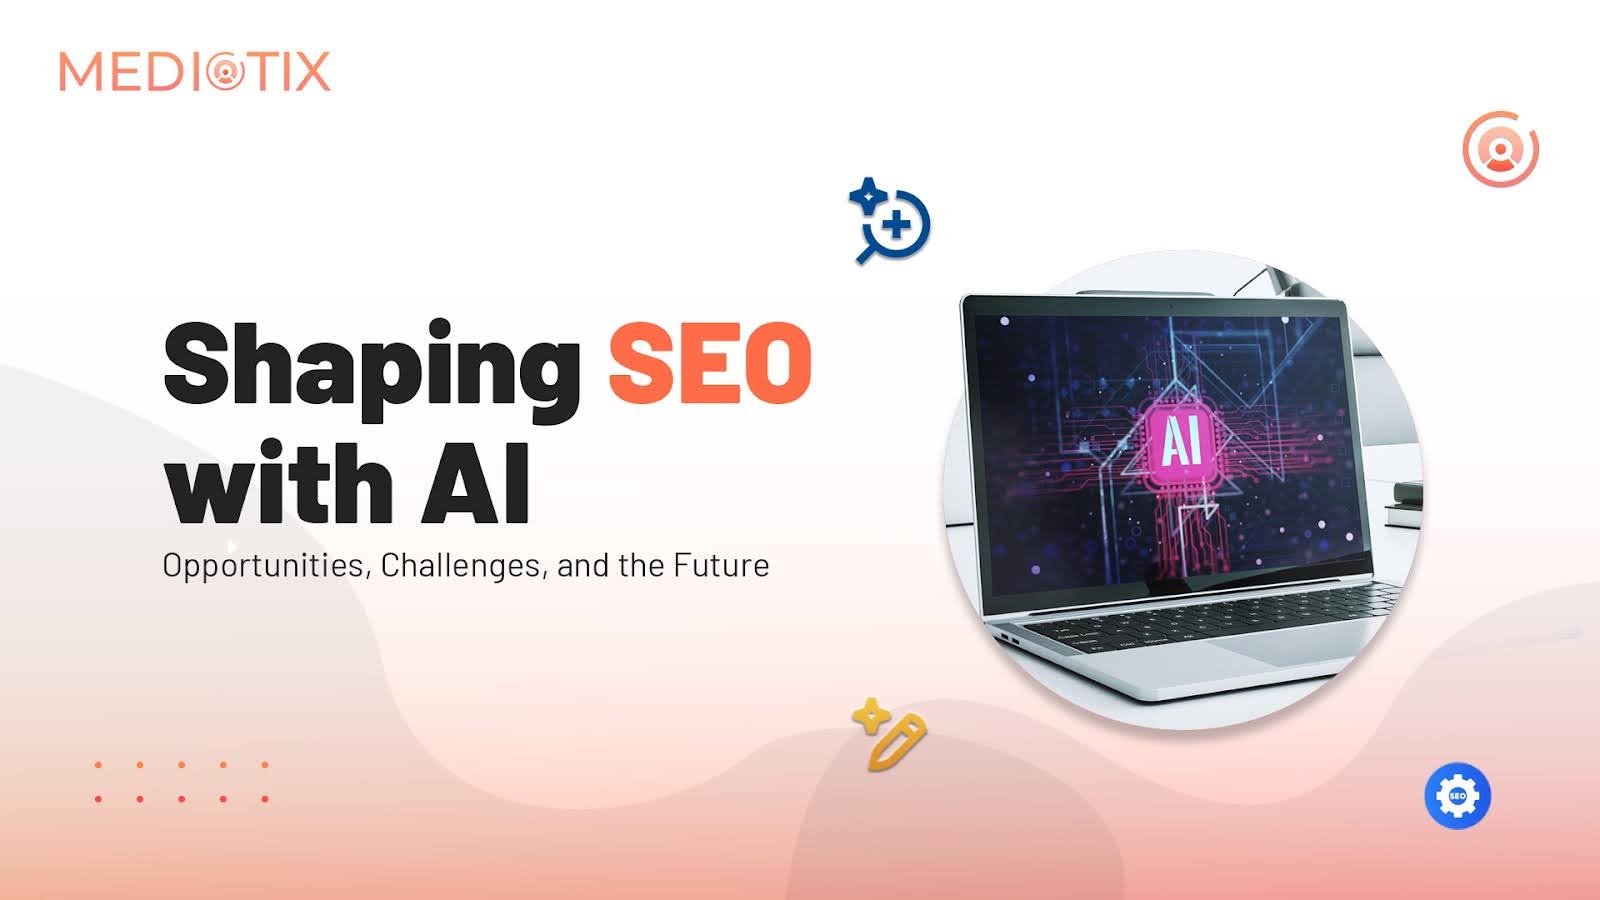 MEDIOTIX
Shaping SEO
with AI
Opportunities, Challenges, and the Future
AI
SEO